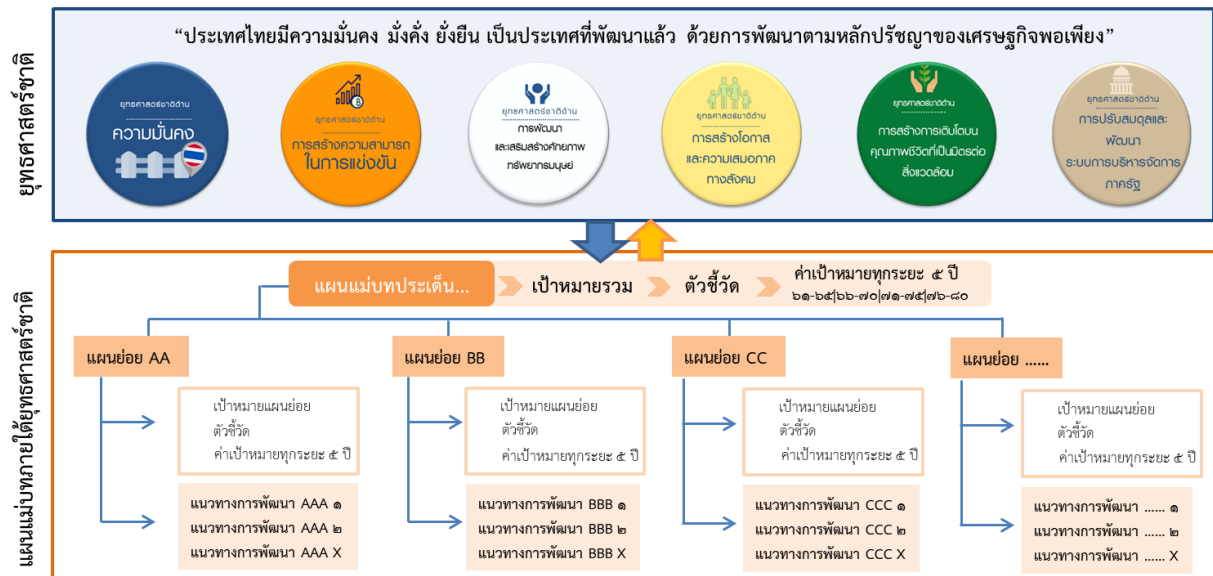 ยุทธศาสตร์ชาติ
“ประเทศไทยมีความมั่นคง มั่งคั่ง ยั่งยืน เป็นประเทศที่พัฒนาแล้ว ด้วยการพัฒนาตามหลักปรัชญาของเศรษฐกิจพอเพียง”
ยุทธศาสตร์ชาติด้าน
ความมั่นคง
ยุทธศาสตร์ชาติด้าน
การสร้างความสามารถ
ในการแข่งขัน
ยุทธศาสตร์ชาติด้าน
การพัฒนา
และเสริมสร้างศักยภาพ
ทรัพยากรมนุษย์
ยุทธศาสตร์ชาติด้าน
การสร้างโอกาส
และความเสมอภาค
ทางสังคม
ยุทธศาสตร์ชาติด้าน
การสร้างการเติบโตบน
คุณภาพชีวิตที่เป็นมิตรต่อ
สิ่งแวดล้อม
ยุทธศาสตร์ชาติด้าน
การปรับสมดุลและ
พัฒนา
ระบบการบริหารจัดการ
ภาครัฐ
แผนแม่บทภายใต้ยุทธศาสตร์ชาติ
แผนแม่บทประเด็น...
เป้าหมายรวม
ตัวชี้วัด
ค่าเป้าหมายทุกระยะ ๕ ปี
๖๑-๖๕|๖๖-๗๐|๗๑-๗๕|๗๖-๘๐
แผนย่อย AA
เป้าหมายแผนย่อย
ตัวชี้วัด
ค่าเป้าหมายทุกระยะ ๕ ปี
แนวทางการพัฒนา AAA ๑
แนวทางการพัฒนา AAA ๒
แนวทางการพัฒนา AAA X
แผนย่อย BB
เป้าหมายแผนย่อย
ตัวชี้วัด
ค่าเป้าหมายทุกระยะ ๕ ปี
แนวทางการพัฒนา BBB ๑
แนวทางการพัฒนา BBB ๒
แนวทางการพัฒนา BBB X
แผนย่อย CC
เป้าหมายแผนย่อย
ตัวชี้วัด
ค่าเป้าหมายทุกระยะ ๕ ปี
แนวทางการพัฒนา CCC ๑
แนวทางการพัฒนา CCC ๒
แนวทางการพัฒนา CCC X
แผนย่อย ......
เป้าหมายแผนย่อย
ตัวชี้วัด
ค่าเป้าหมายทุกระยะ ๕ ปี
แนวทางการพัฒนา ...... ๑
แนวทางการพัฒนา ...... ๒
แนวทางการพัฒนา ...... X